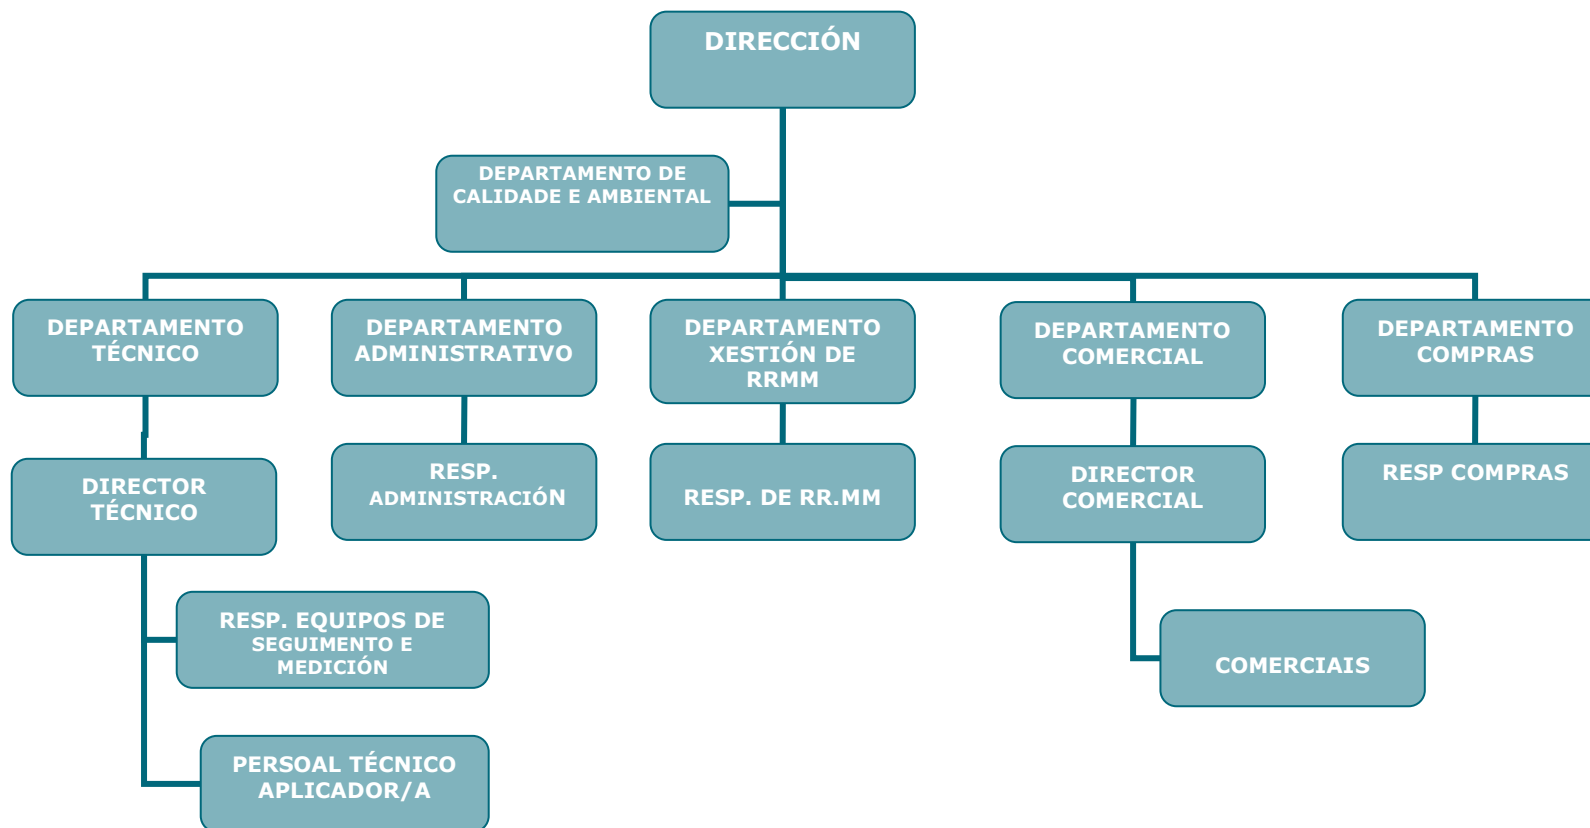 DIRECCIÓN
DEPARTAMENTO DE
CALIDADE E AMBIENTAL
DEPARTAMENTO
TÉCNICO
DEPARTAMENTO
ADMINISTRATIVO
DEPARTAMENTO
XESTIÓN DE
RRMM
DEPARTAMENTO
COMERCIAL
DEPARTAMENTO
COMPRAS
DIRECTOR
TÉCNICO
RESP.
ADMINISTRACIÓN
RESP. DE RR.MM
DIRECTOR
COMERCIAL
RESP COMPRAS
RESP. EQUIPOS DE
SEGUIMENTO E
MEDICIÓN
COMERCIAIS
PERSOAL TÉCNICO
APLICADOR/A